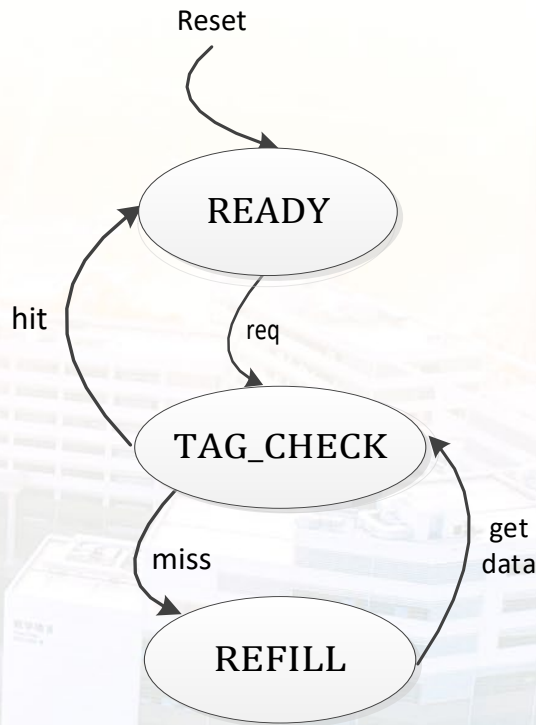 Reset
READY
hit
req
TAG_CHECK
miss
get
data
REFILL